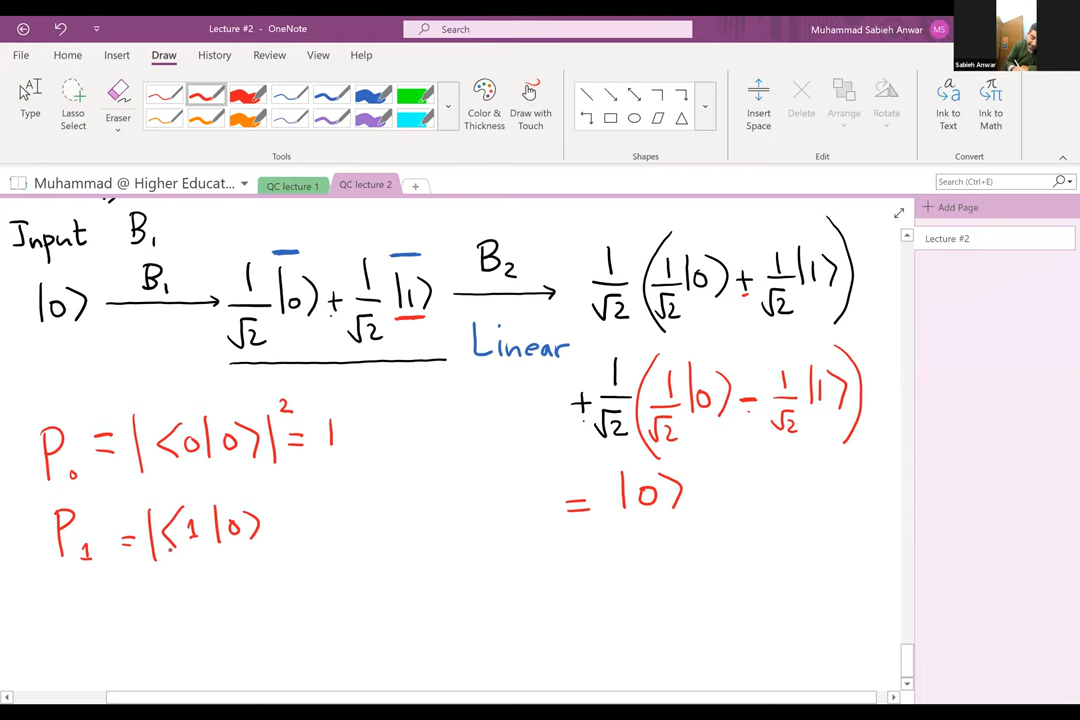 Lecture #2 - OneNote
Search
Muhammad Sabieh Anwar
MS
Sabieh Anwar
File Home Insert Draw History Review View Help
Type
Lasso Select
Eraser
Color & Thickness
Draw with Touch
Insert Space
Delete
Arrange
Rotate
Ink to Text
Ink to Math
Tools
Shapes
Edit
Convert
Muhammad @ Higher Educat...
QC lecture 1
QC lecture 2
Search (Ctrl+E)
Add Page
Lecture #2
Input B₁
|0⟩ —B₁→ 1/√2 |0⟩ + 1/√2 |1⟩ —B₂→ 1/√2 (1/√2 |0⟩ + 1/√2 |1⟩)
Linear
+ 1/√2 (1/√2 |0⟩ − 1/√2 |1⟩)
= |0⟩
P₀ = |<0|0⟩|² = 1
P₁ = |<1|0⟩